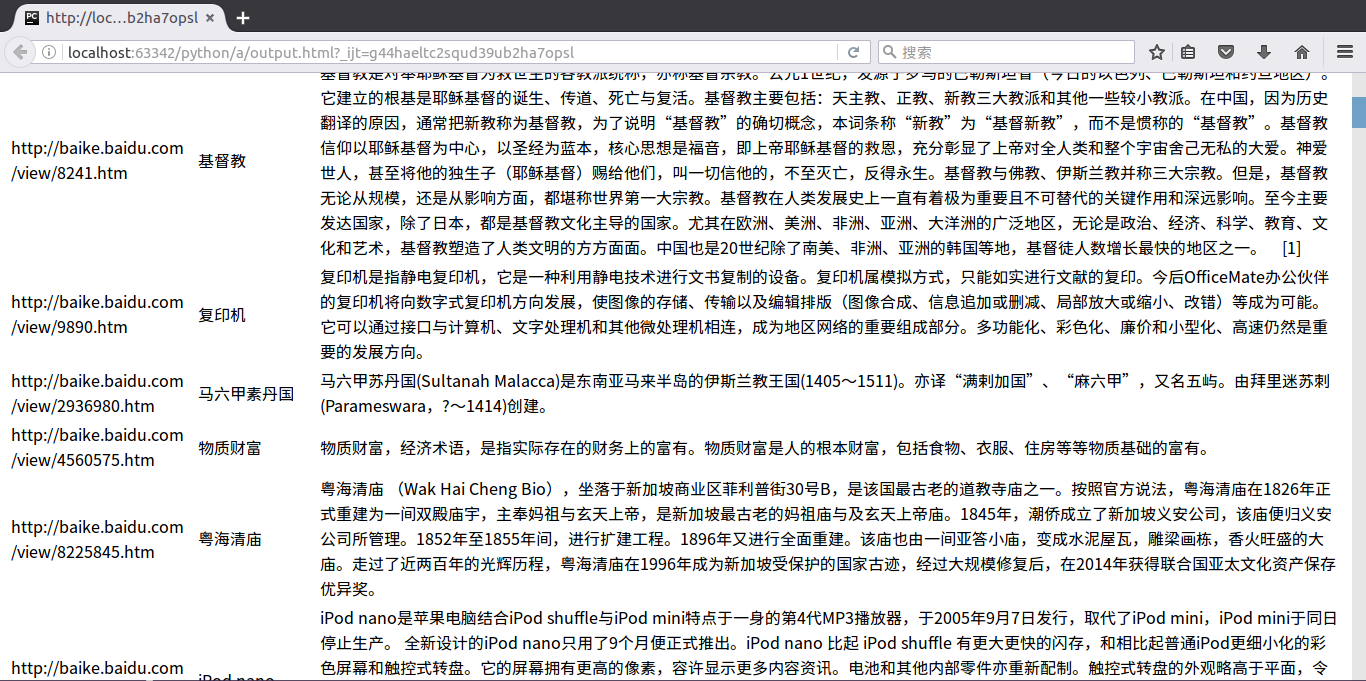 http://loc...b2ha7opsl
localhost:63342/python/a/output.html?_ijt=g44haeltc2squd39ub2ha7opsl
搜索
基督教是对奉耶稣基督为救世主的各教派统称，亦称基督宗教。公元1世纪，发源于罗马的巴勒斯坦省（今日的以色列、巴勒斯坦和约旦地区）。
它建立的根基是耶稣基督的诞生、传道、死亡与复活。基督教主要包括：天主教、正教、新教三大教派和其他一些较小教派。在中国，因为历史
翻译的原因，通常把新教称为基督教，为了说明“基督教”的确切概念，本词条称“新教”为“基督新教”，而不是惯称的“基督教”。基督教
信仰以耶稣基督为中心，以圣经为蓝本，核心思想是福音，即上帝耶稣基督的救恩，充分彰显了上帝对全人类和整个宇宙舍己无私的大爱。神爱
世人，甚至将他的独生子（耶稣基督）赐给他们，叫一切信他的，不至灭亡，反得永生。基督教与佛教、伊斯兰教并称三大宗教。但是，基督教
无论从规模，还是从影响方面，都堪称世界第一大宗教。基督教在人类发展史上一直有着极为重要且不可替代的关键作用和深远影响。至今主要
发达国家，除了日本，都是基督教文化主导的国家。尤其在欧洲、美洲、非洲、亚洲、大洋洲的广泛地区，无论是政治、经济、科学、教育、文
化和艺术，基督教塑造了人类文明的方方面面。中国也是20世纪除了南美、非洲、亚洲的韩国等地，基督徒人数增长最快的地区之一。 [1]
http://baike.baidu.com
/view/8241.htm
基督教
http://baike.baidu.com
/view/9890.htm
复印机
复印机是指静电复印机，它是一种利用静电技术进行文书复制的设备。复印机属模拟方式，只能如实进行文献的复印。今后OfficeMate办公伙伴
的复印机将向数字式复印机方向发展，使图像的存储、传输以及编辑排版（图像合成、信息追加或删减、局部放大或缩小、改错）等成为可能。
它可以通过接口与计算机、文字处理机和其他微处理机相连，成为地区网络的重要组成部分。多功能化、彩色化、廉价和小型化、高速仍然是重
要的发展方向。
http://baike.baidu.com
/view/2936980.htm
马六甲素丹国
马六甲苏丹国(Sultanah Malacca)是东南亚马来半岛的伊斯兰教王国(1405～1511)。亦译“满剌加国”、“麻六甲”，又名五屿。由拜里迷苏剌
(Parameswara，?～1414)创建。
http://baike.baidu.com
/view/4560575.htm
物质财富
物质财富，经济术语，是指实际存在的财务上的富有。物质财富是人的根本财富，包括食物、衣服、住房等等物质基础的富有。
http://baike.baidu.com
/view/8225845.htm
粤海清庙
粤海清庙 （Wak Hai Cheng Bio），坐落于新加坡商业区菲利普街30号B，是该国最古老的道教寺庙之一。按照官方说法，粤海清庙在1826年正
式重建为一间双殿庙宇，主奉妈祖与玄天上帝，是新加坡最古老的妈祖庙与及玄天上帝庙。1845年，潮侨成立了新加坡义安公司，该庙便归义安
公司所管理。1852年至1855年间，进行扩建工程。1896年又进行全面重建。该庙也由一间亚答小庙，变成水泥屋瓦，雕梁画栋，香火旺盛的大
庙。走过了近两百年的光辉历程，粤海清庙在1996年成为新加坡受保护的国家古迹，经过大规模修复后，在2014年获得联合国亚太文化资产保存
优异奖。
http://baike.baidu.com
iPod nano
iPod nano是苹果电脑结合iPod shuffle与iPod mini特点于一身的第4代MP3播放器，于2005年9月7日发行，取代了iPod mini，iPod mini于同日
停止生产。 全新设计的iPod nano只用了9个月便正式推出。iPod nano 比起 iPod shuffle 有更大更快的闪存，和相比起普通iPod更细小化的彩
色屏幕和触控式转盘。它的屏幕拥有更高的像素，容许显示更多内容资讯。电池和其他内部零件亦重新配制。触控式转盘的外观略高于平面，令